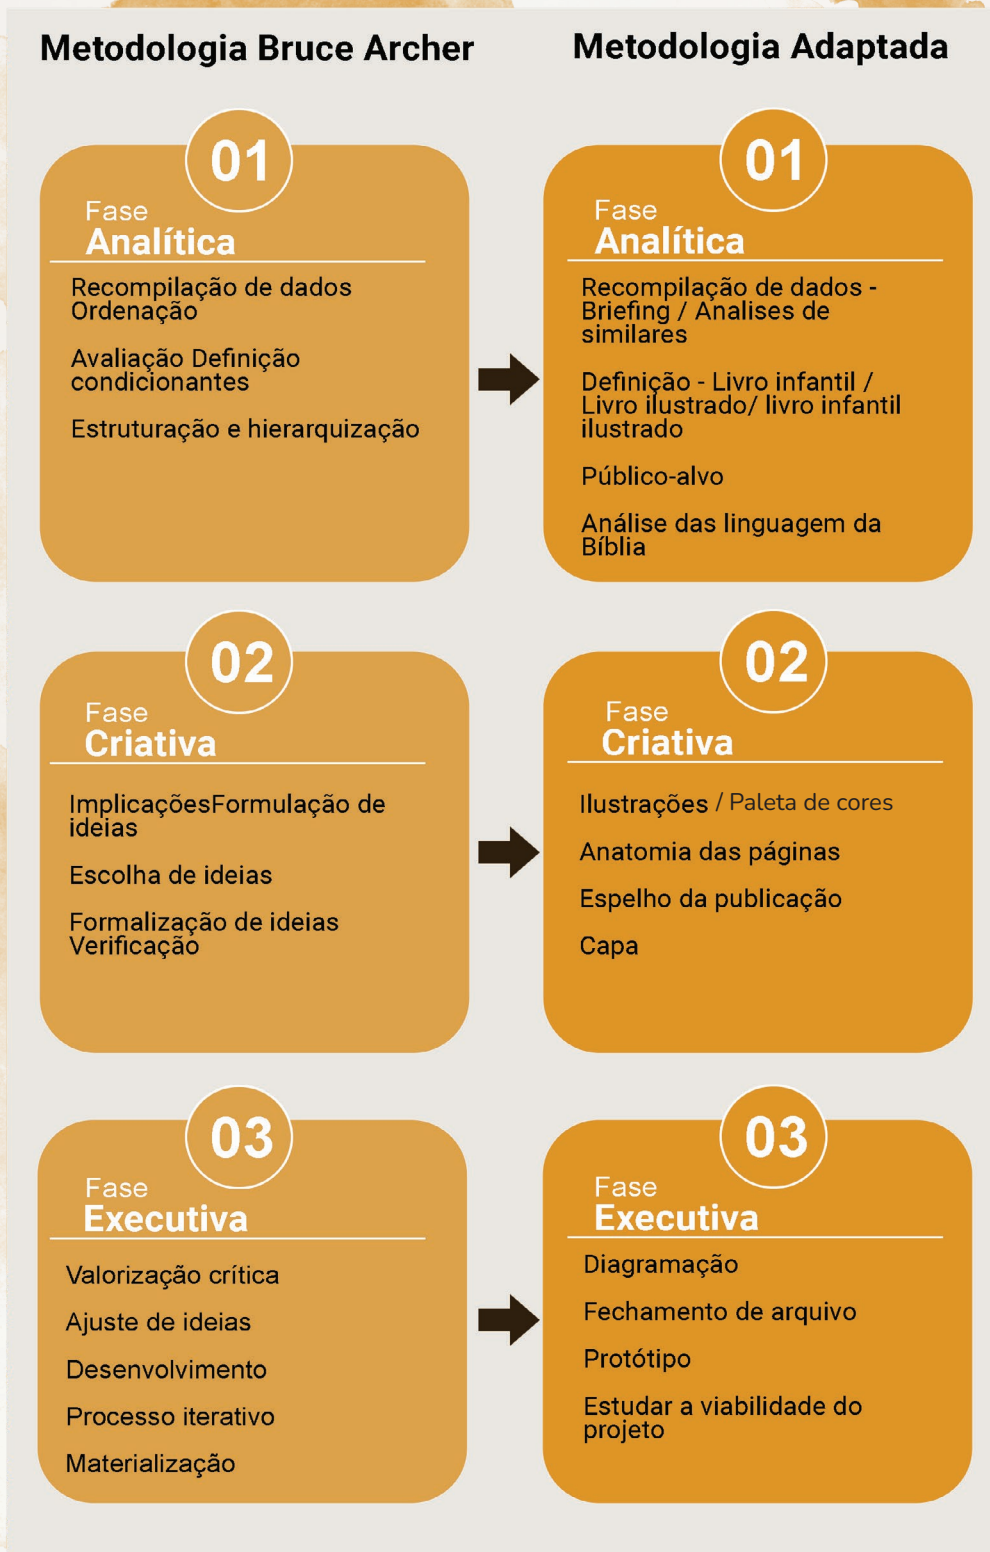 Metodologia Bruce Archer
01
Fase
Analítica
Recompilação de dados
Ordenação
Avaliação Definição
condicionantes
Estruturação e hierarquização
02
Fase
Criativa
ImplicaçõesFormulação de
ideias
Escolha de ideias
Formalização de ideias
Verificação
03
Fase
Executiva
Valorização crítica
Ajuste de ideias
Desenvolvimento
Processo iterativo
Materialização
Metodologia Adaptada
01
Fase
Analítica
Recompilação de dados -
Briefing / Analises de
similares
Definição - Livro infantil /
Livro ilustrado/ livro infantil
ilustrado
Público-alvo
Análise das linguagem da
Bíblia
02
Fase
Criativa
Ilustrações / Paleta de cores
Anatomia das páginas
Espelho da publicação
Capa
03
Fase
Executiva
Diagramação
Fechamento de arquivo
Protótipo
Estudar a viabilidade do
projeto